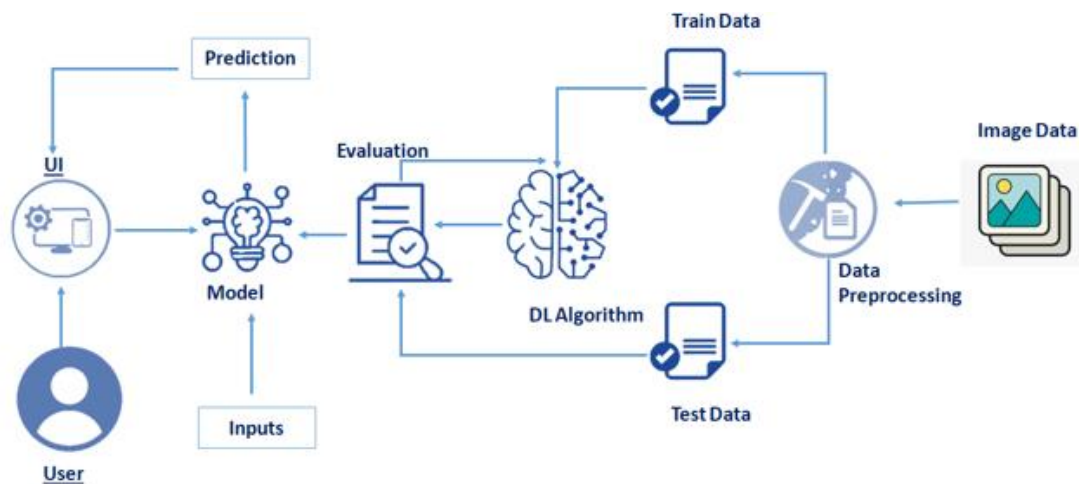 Train Data
Prediction
Image Data
Evaluation
UI
Model
DL Algorithm
Data
Preprocessing
Inputs
Test Data
User